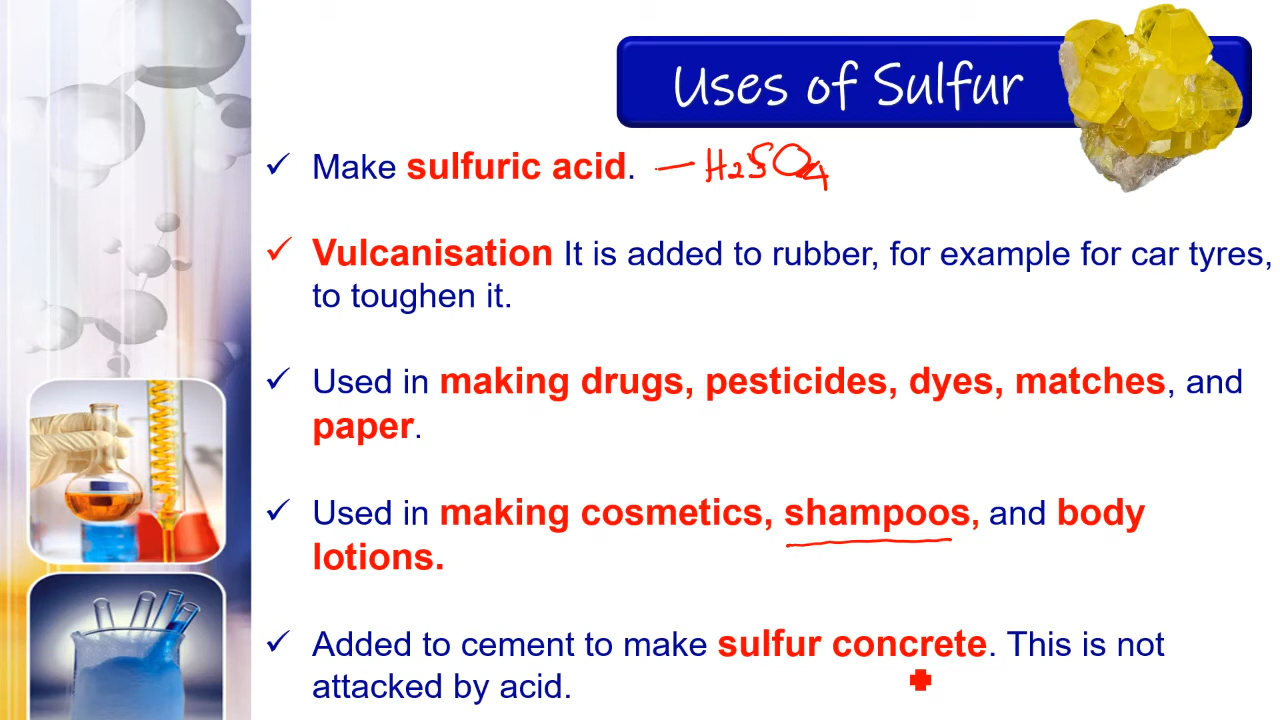 Uses of Sulfur
✓ Make sulfuric acid. — H2SO4
✓ Vulcanisation It is added to rubber, for example for car tyres,
to toughen it.
✓ Used in making drugs, pesticides, dyes, matches, and
paper.
✓ Used in making cosmetics, shampoos, and body
lotions.
✓ Added to cement to make sulfur concrete. This is not
attacked by acid.